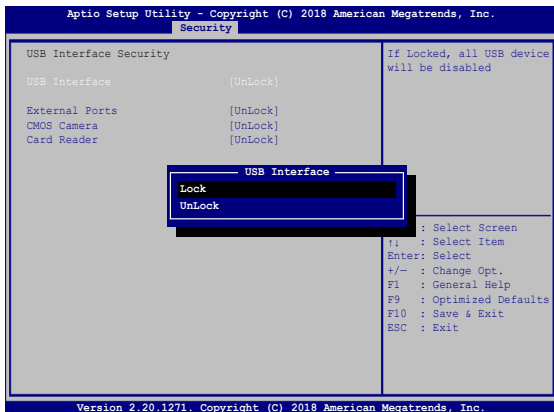 Aptio Setup Utility - Copyright (C) 2018 American Megatrends, Inc.
Security
USB Interface Security
USB Interface [UnLock]
External Ports [UnLock]
CMOS Camera [UnLock]
Card Reader [UnLock]
If Locked, all USB device
will be disabled
USB Interface
Lock
UnLock
: Select Screen
↑↓ : Select Item
Enter: Select
+/— : Change Opt.
F1 : General Help
F9 : Optimized Defaults
F10 : Save & Exit
ESC : Exit
Version 2.20.1271. Copyright (C) 2018 American Megatrends, Inc.